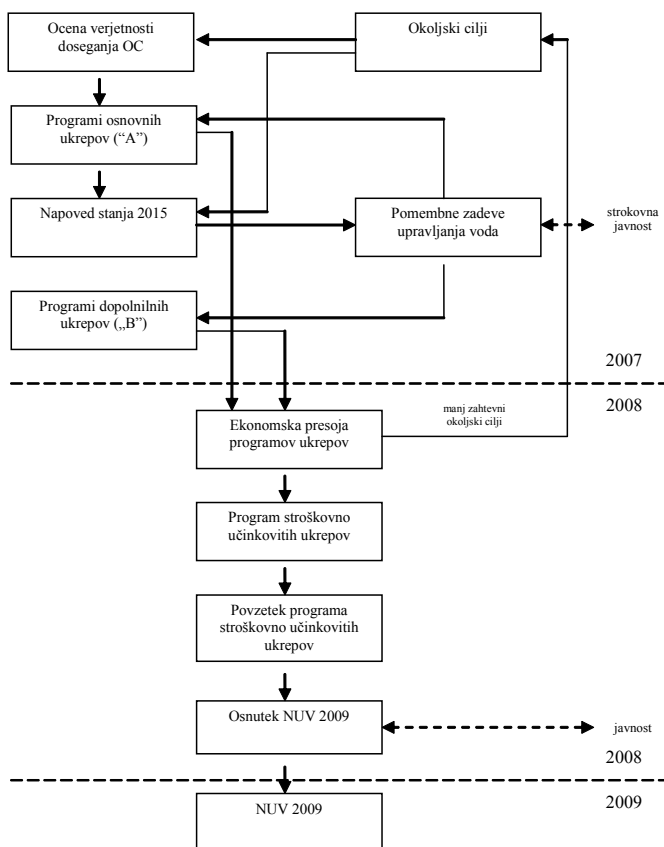 Ocena verjetnosti
doseganja OC
Okoljski cilji
Programi osnovnih
ukrepov (“A”)
Napoved stanja 2015
Pomembne zadeve
upravljanja voda
strokovna
javnost
Programi dopolnilnih
ukrepov („B”)
2007
2008
Ekonomska presoja
programov ukrepov
manj zahtevni
okoljski cilji
Program stroškovno
učinkovitih ukrepov
Povzetek programa
stroškovno učinkovitih
ukrepov
Osnutek NUV 2009
javnost
2008
2009
NUV 2009